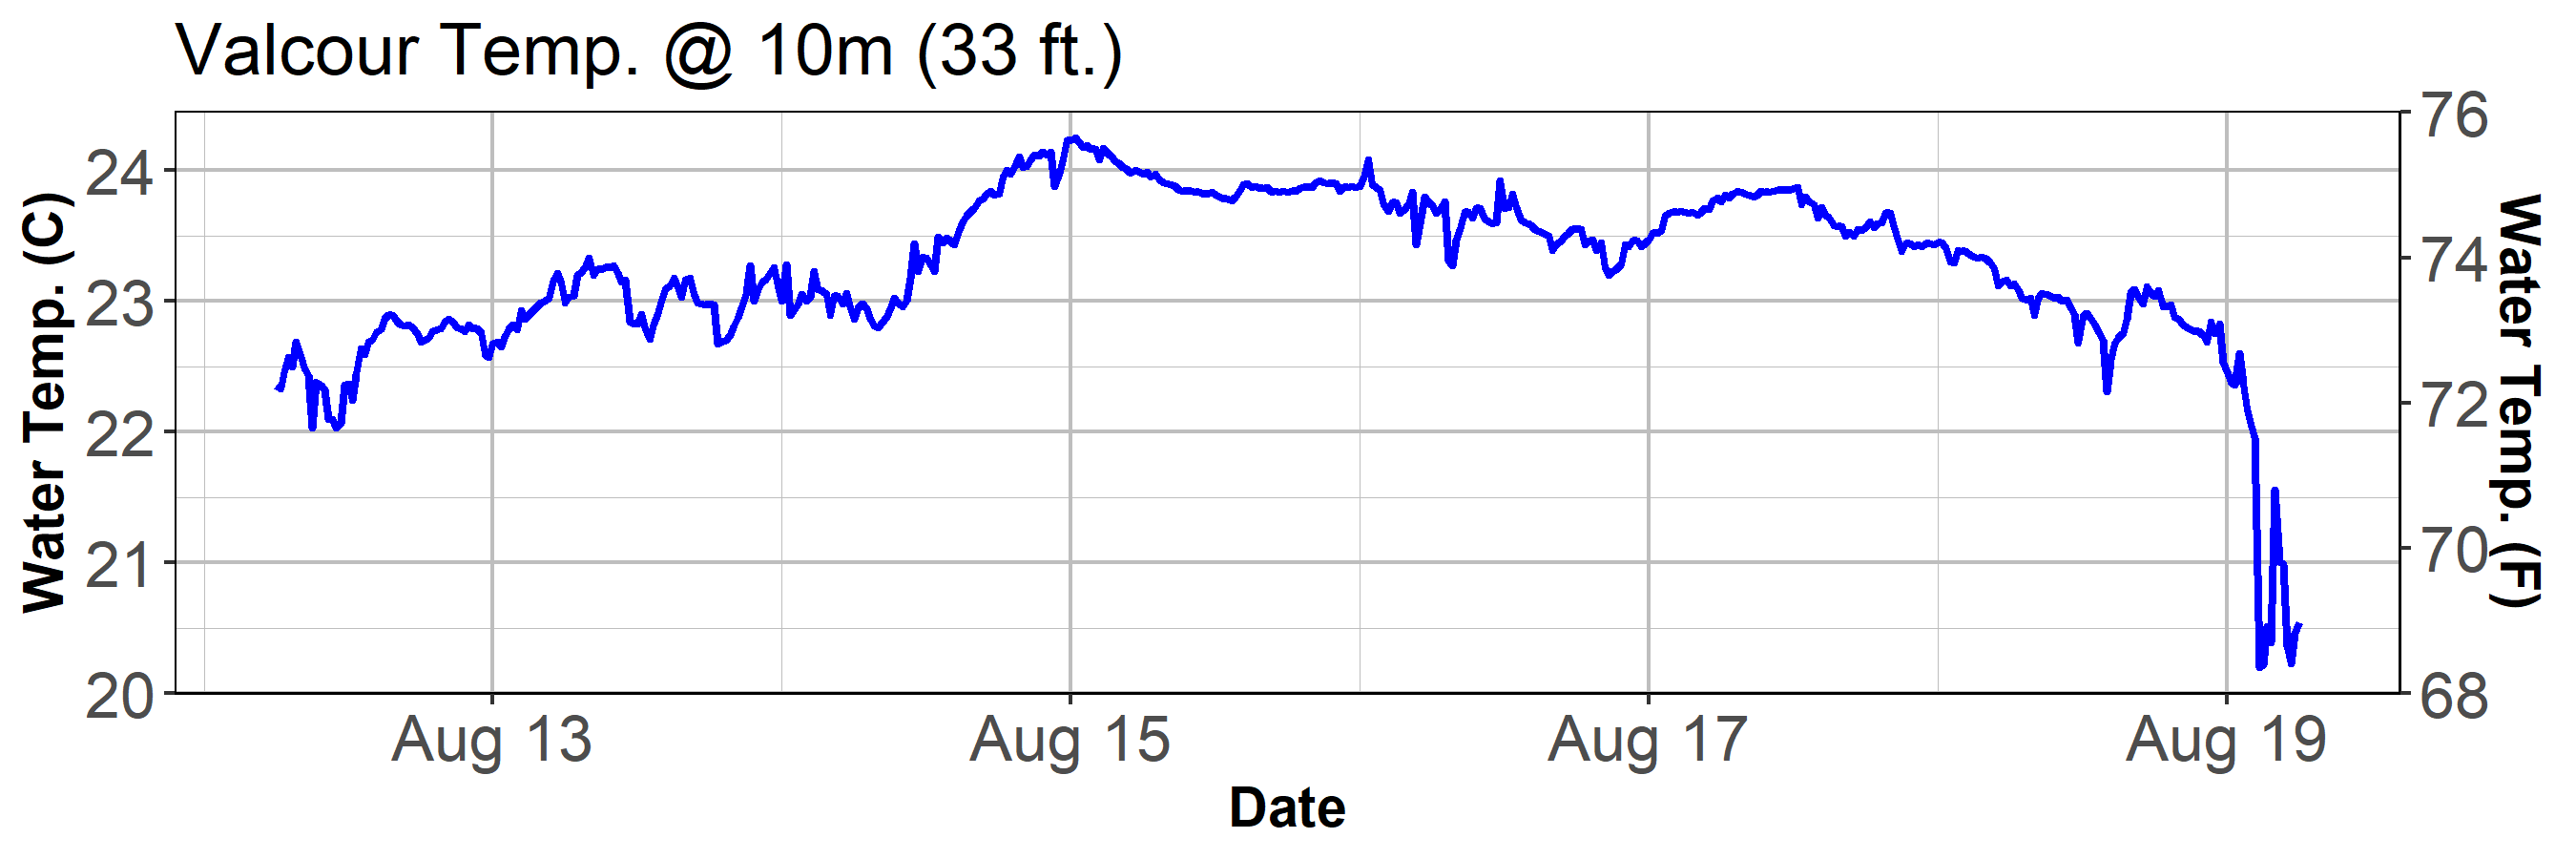 Valcour Temp. @ 10m (33 ft.)
Water Temp. (C)
24
23
22
21
20
76
74
72
70
68
Water Temp. (F)
Aug 13
Aug 15
Aug 17
Aug 19
Date